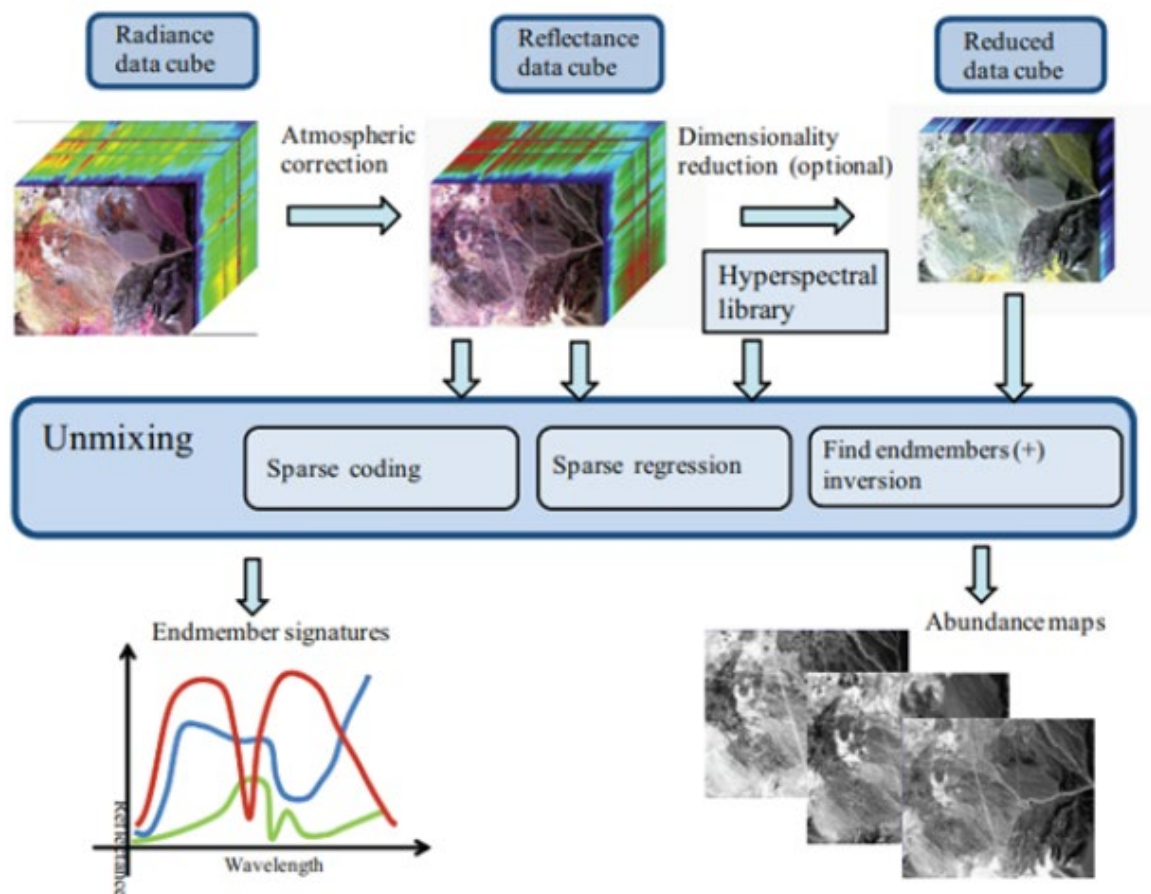 Radiance
data cube
Reflectance
data cube
Reduced
data cube
Atmospheric
correction
Dimensionality
reduction (optional)
Hyperspectral
library
Unmixing
Sparse coding
Sparse regression
Find endmembers (+)
inversion
Endmember signatures
Abundance maps
Reflectance
Wavelength